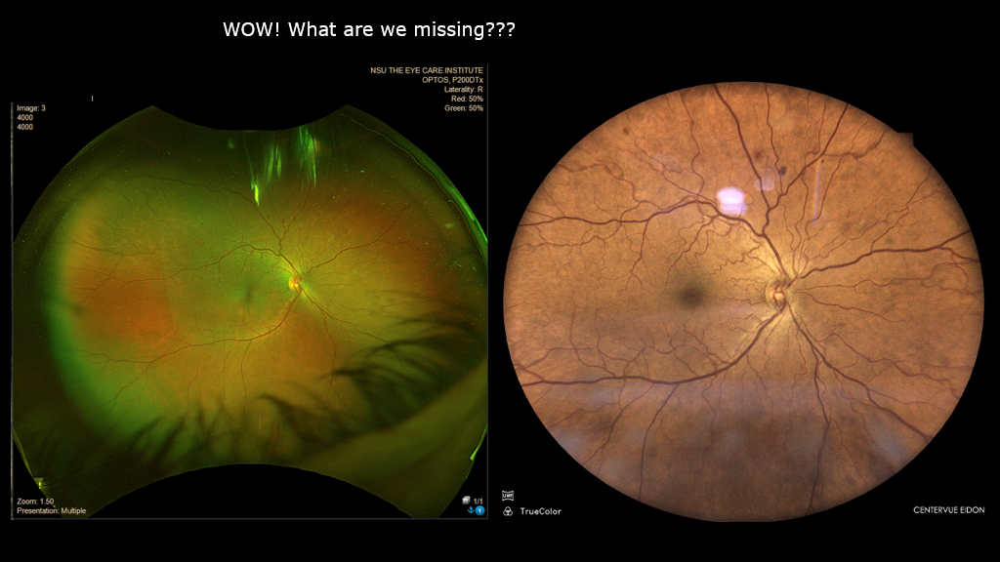 WOW! What are we missing???
NSU THE EYE CARE INSTITUTE
OPTOS, P200DTx
Laterality: R
Red: 50%
Green: 50%
Image: 3
4000
4000
Zoom: 1.50
Presentation: Multiple
1/1
1
TrueColor
CENTERVUE EIDON